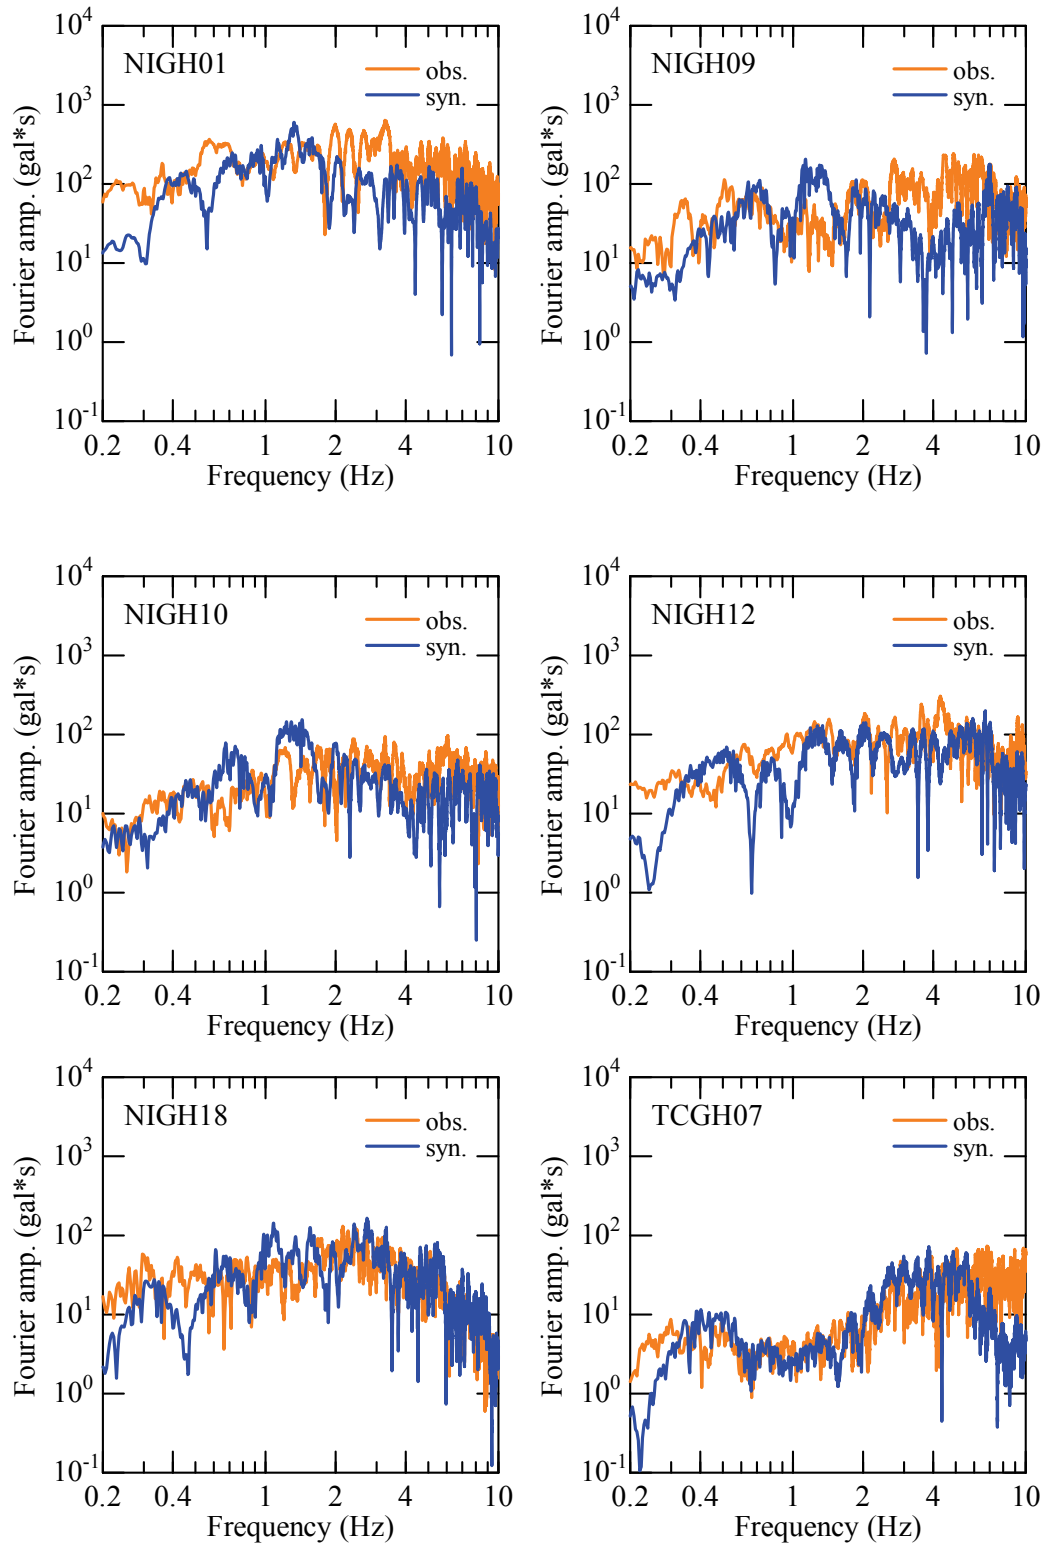 10^4
10^3
10^2
10^1
10^0
10^-1
Fourier amp. (gal*s)
NIGH01
obs.
syn.
0.2 0.4 1 2 4 10
Frequency (Hz)
10^4
10^3
10^2
10^1
10^0
10^-1
Fourier amp. (gal*s)
NIGH09
obs.
syn.
0.2 0.4 1 2 4 10
Frequency (Hz)
10^4
10^3
10^2
10^1
10^0
10^-1
Fourier amp. (gal*s)
NIGH10
obs.
syn.
0.2 0.4 1 2 4 10
Frequency (Hz)
10^4
10^3
10^2
10^1
10^0
10^-1
Fourier amp. (gal*s)
NIGH12
obs.
syn.
0.2 0.4 1 2 4 10
Frequency (Hz)
10^4
10^3
10^2
10^1
10^0
10^-1
Fourier amp. (gal*s)
NIGH18
obs.
syn.
0.2 0.4 1 2 4 10
Frequency (Hz)
10^4
10^3
10^2
10^1
10^0
10^-1
Fourier amp. (gal*s)
TCGH07
obs.
syn.
0.2 0.4 1 2 4 10
Frequency (Hz)